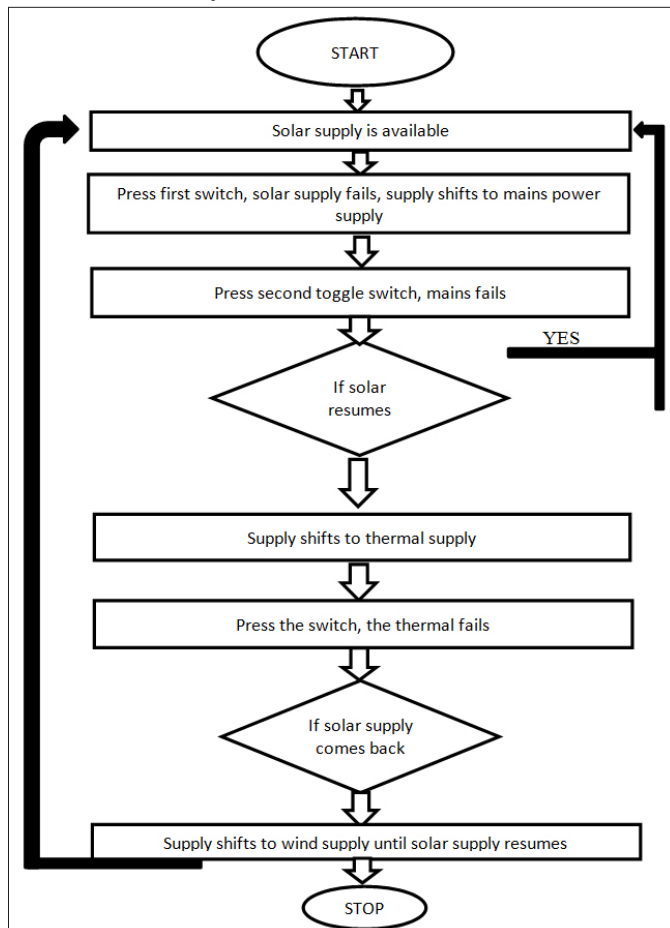 START
Solar supply is available
Press first switch, solar supply fails, supply shifts to mains power
supply
Press second toggle switch, mains fails
YES
If solar
resumes
Supply shifts to thermal supply
Press the switch, the thermal fails
If solar supply
comes back
Supply shifts to wind supply until solar supply resumes
STOP